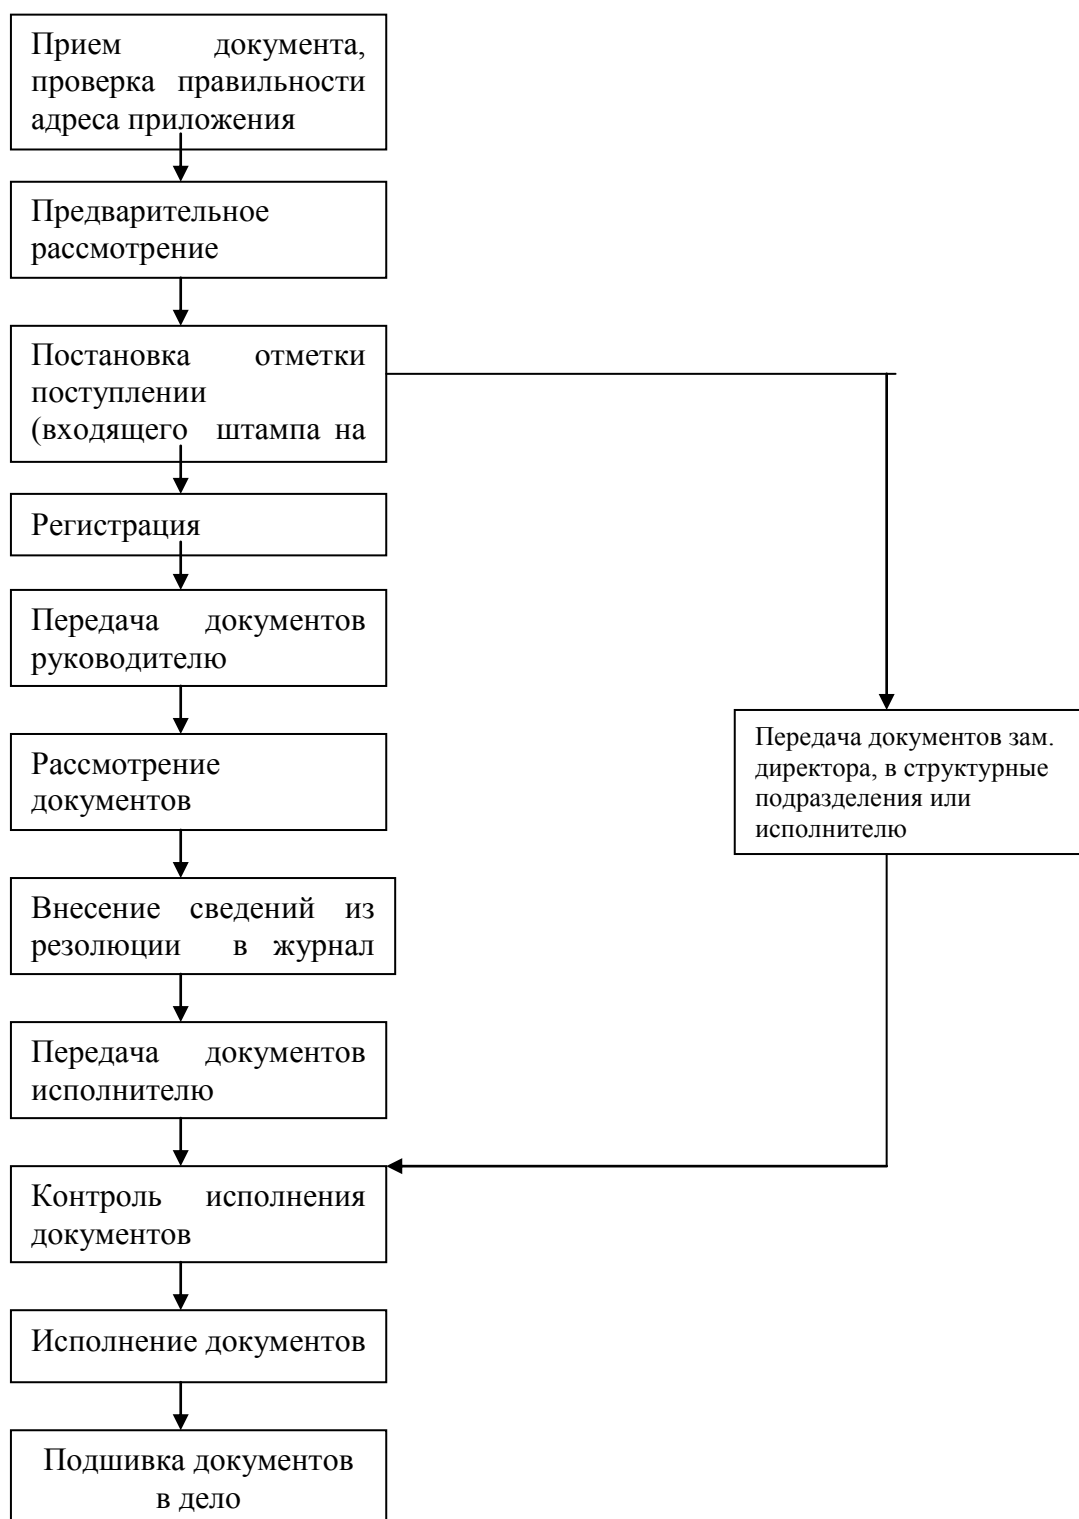 Прием документа,
проверка правильности
адреса приложения
Предварительное
рассмотрение
Постановка отметки
поступлении
(входящего штампа на
Регистрация
Передача документов
руководителю
Рассмотрение
документов
Внесение сведений из
резолюции в журнал
Передача документов
исполнителю
Передача документов зам.
директора, в структурные
подразделения или
исполнителю
Контроль исполнения
документов
Исполнение документов
Подшивка документов
в дело